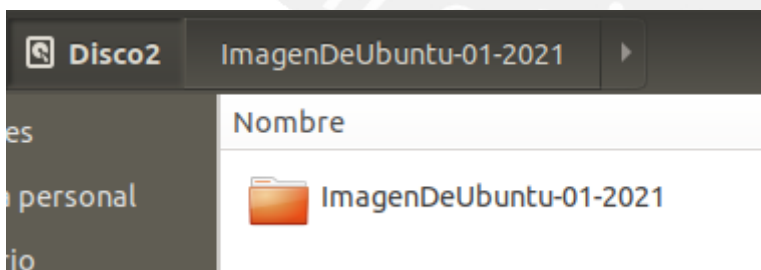 Disco2 ImagenDeUbuntu-01-2021
es Nombre
personal ImagenDeUbuntu-01-2021
rio